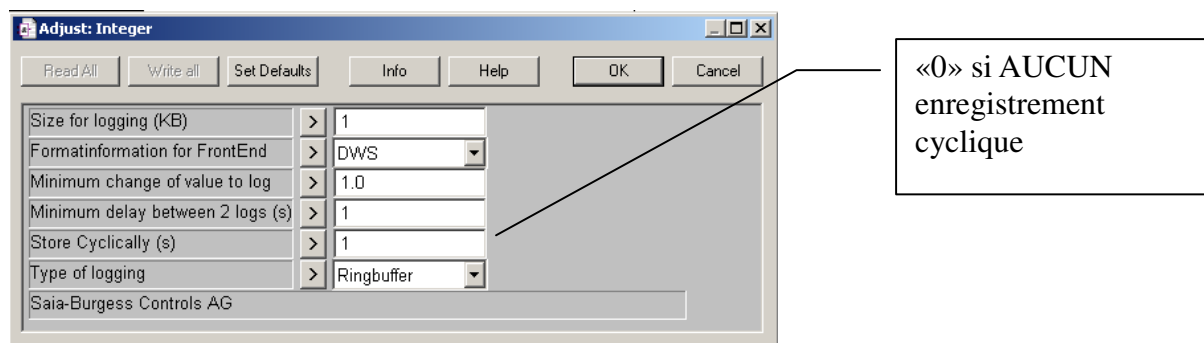 Adjust: Integer
Read All Write all Set Defaults Info Help OK Cancel
Size for logging (KB) > 1
Formatinformation for FrontEnd > DWS
Minimum change of value to log > 1.0
Minimum delay between 2 logs (s) > 1
Store Cyclically (s) > 1
Type of logging > Ringbuffer
Saia-Burgess Controls AG
«0» si AUCUN
enregistrement
cyclique